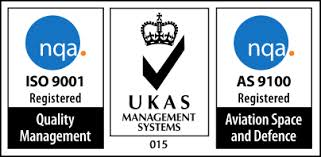 nqa.
ISO 9001
Registered
Quality
Management
UKAS
MANAGEMENT
SYSTEMS
015
nqa.
AS 9100
Registered
Aviation Space
and Defence